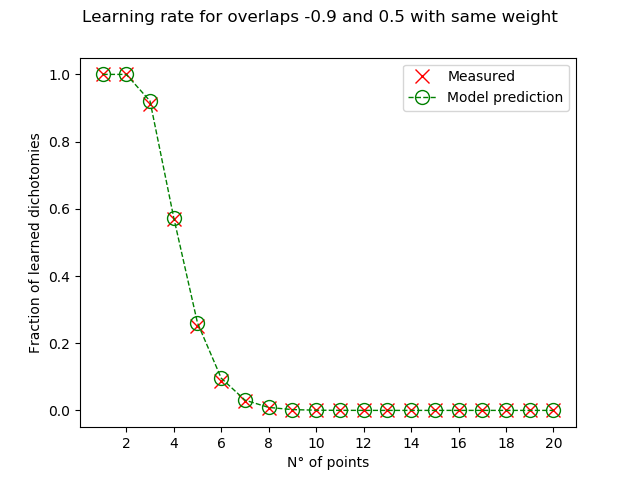 Learning rate for overlaps -0.9 and 0.5 with same weight
Measured
Model prediction
Fraction of learned dichotomies
1.0
0.8
0.6
0.4
0.2
0.0
2 4 6 8 10 12 14 16 18 20
N° of points